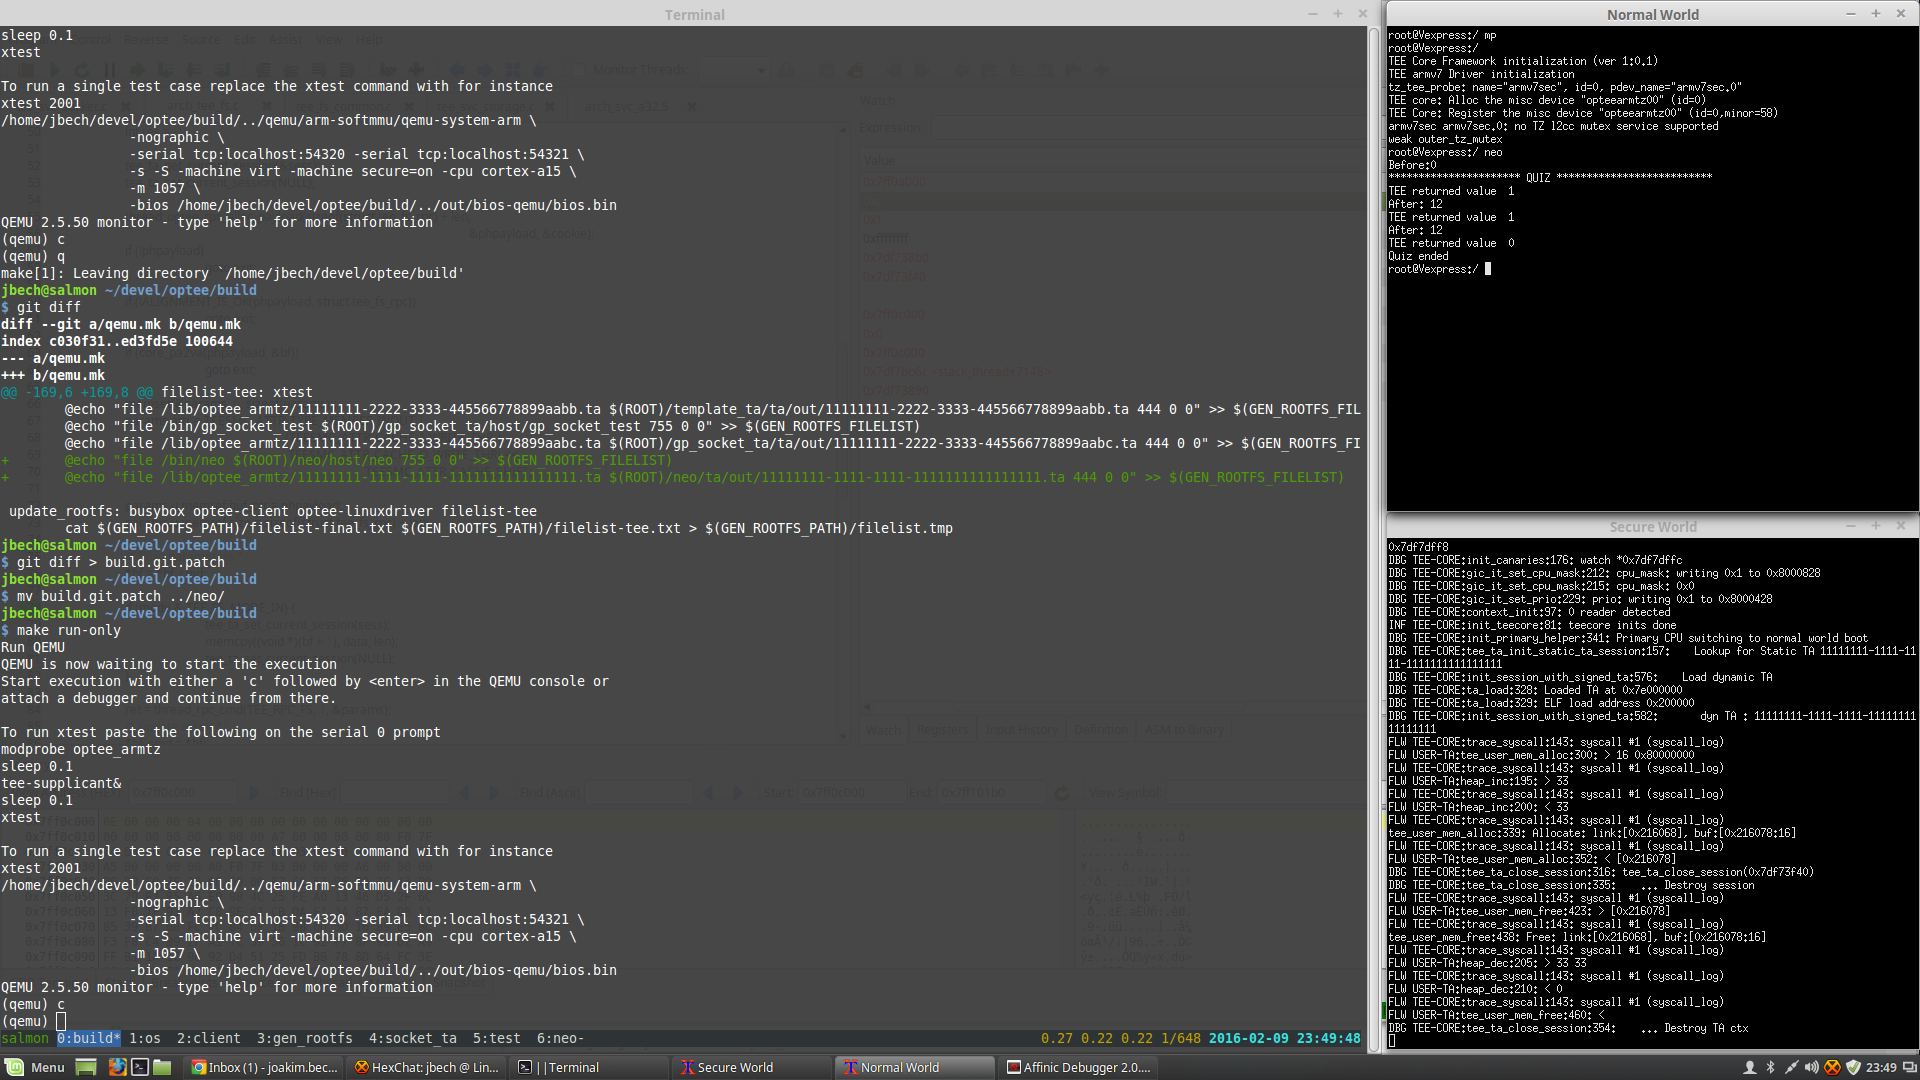 Terminal
sleep 0.1
xtest
To run a single test case replace the xtest command with for instance
xtest 2001
/home/jbech/devel/optee/build/../qemu/arm-softmmu/qemu-system-arm \
-nographic \
-serial tcp:localhost:54320 -serial tcp:localhost:54321 \
-s -S -machine virt -machine secure=on -cpu cortex-a15 \
-m 1057 \
-bios /home/jbech/devel/optee/build/../out/bios-qemu/bios.bin
QEMU 2.5.50 monitor - type 'help' for more information
(qemu) c
(qemu) q
make[1]: Leaving directory `/home/jbech/devel/optee/build'
jbech@salmon ~/devel/optee/build
$ git diff
diff --git a/qemu.mk b/qemu.mk
index c030f31..ed3fd5e 100644
--- a/qemu.mk
+++ b/qemu.mk
@@ -169,6 +169,8 @@ filelist-tee: xtest
@echo "file /lib/optee_armtz/11111111-2222-3333-445566778899aabb.ta $(ROOT)/template_ta/ta/out/11111111-2222-3333-445566778899aabb.ta 444 0 0" >> $(GEN_ROOTFS_FIL
@echo "file /bin/gp_socket_test $(ROOT)/gp_socket_ta/host/gp_socket_test 755 0 0" >> $(GEN_ROOTFS_FILELIST)
@echo "file /lib/optee_armtz/11111111-2222-3333-445566778899aabc.ta $(ROOT)/gp_socket_ta/ta/out/11111111-2222-3333-445566778899aabc.ta 444 0 0" >> $(GEN_ROOTFS_FI
+ @echo "file /bin/neo $(ROOT)/neo/host/neo 755 0 0" >> $(GEN_ROOTFS_FILELIST)
+ @echo "file /lib/optee_armtz/11111111-1111-1111-1111111111111111.ta $(ROOT)/neo/ta/out/11111111-1111-1111-1111111111111111.ta 444 0 0" >> $(GEN_ROOTFS_FILELIST)
update_rootfs: busybox optee-client optee-linuxdriver filelist-tee
cat $(GEN_ROOTFS_PATH)/filelist-final.txt $(GEN_ROOTFS_PATH)/filelist-tee.txt > $(GEN_ROOTFS_PATH)/filelist.tmp
jbech@salmon ~/devel/optee/build
$ git diff > build.git.patch
jbech@salmon ~/devel/optee/build
$ mv build.git.patch ../neo/
jbech@salmon ~/devel/optee/build
$ make run-only
Run QEMU
QEMU is now waiting to start the execution
Start execution with either a 'c' followed by <enter> in the QEMU console or
attach a debugger and continue from there.
To run xtest paste the following on the serial 0 prompt
modprobe optee_armtz
sleep 0.1
tee-supplicant&
sleep 0.1
xtest
To run a single test case replace the xtest command with for instance
xtest 2001
/home/jbech/devel/optee/build/../qemu/arm-softmmu/qemu-system-arm \
-nographic \
-serial tcp:localhost:54320 -serial tcp:localhost:54321 \
-s -S -machine virt -machine secure=on -cpu cortex-a15 \
-m 1057 \
-bios /home/jbech/devel/optee/build/../out/bios-qemu/bios.bin
QEMU 2.5.50 monitor - type 'help' for more information
(qemu) c
(qemu)
salmon 0:build* 1:os 2:client 3:gen_rootfs 4:socket_ta 5:test 6:neo- 0.27 0.22 0.22 1/648 2016-02-09 23:49:48
Normal World
root@Vexpress:/ mp
root@Vexpress:/
TEE Core Framework initialization (ver 1:0.1)
TEE armv7 Driver initialization
tz_tee_probe: name="armv7sec", id=0, pdev_name="armv7sec.0"
TEE core: Alloc the misc device "opteearmtz00" (id=0)
TEE Core: Register the misc device "opteearmtz00" (id=0,minor=58)
armv7sec armv7sec.0: no TZ l2cc mutex service supported
weak outer_tz_mutex
root@Vexpress:/ neo
Before:0
********************** QUIZ **************************
TEE returned value 1
After: 12
TEE returned value 1
After: 12
TEE returned value 0
Quiz ended
root@Vexpress:/
Secure World
0x7df7dff8
DBG TEE-CORE:init_canaries:176: watch *0x7df7dffc
DBG TEE-CORE:gic_it_set_cpu_mask:212: cpu_mask: writing 0x1 to 0x8000828
DBG TEE-CORE:gic_it_set_cpu_mask:215: cpu_mask: 0x0
DBG TEE-CORE:gic_it_set_prio:229: prio: writing 0x1 to 0x8000428
DBG TEE-CORE:context_init:97: 0 reader detected
INF TEE-CORE:init_teecore:81: teecore inits done
DBG TEE-CORE:init_primary_helper:341: Primary CPU switching to normal world boot
DBG TEE-CORE:tee_ta_init_static_ta_session:157: Lookup for Static TA 11111111-1111-11
11-1111111111111111
DBG TEE-CORE:init_session_with_signed_ta:576: Load dynamic TA
DBG TEE-CORE:ta_load:328: Loaded TA at 0x7e000000
DBG TEE-CORE:ta_load:329: ELF load address 0x200000
DBG TEE-CORE:init_session_with_signed_ta:582: dyn TA : 11111111-1111-1111-11111111
11111111
FLW TEE-CORE:trace_syscall:143: syscall #1 (syscall_log)
FLW USER-TA:tee_user_mem_alloc:300: > 16 0x80000000
FLW TEE-CORE:trace_syscall:143: syscall #1 (syscall_log)
FLW USER-TA:heap_inc:195: > 33
FLW TEE-CORE:trace_syscall:143: syscall #1 (syscall_log)
FLW USER-TA:heap_inc:200: < 33
FLW TEE-CORE:trace_syscall:143: syscall #1 (syscall_log)
tee_user_mem_alloc:339: Allocate: link:[0x216068], buf:[0x216078:16]
FLW TEE-CORE:trace_syscall:143: syscall #1 (syscall_log)
FLW USER-TA:tee_user_mem_alloc:352: < [0x216078]
DBG TEE-CORE:tee_ta_close_session:316: tee_ta_close_session(0x7df73f40)
DBG TEE-CORE:tee_ta_close_session:335: ... Destroy session
FLW TEE-CORE:trace_syscall:143: syscall #1 (syscall_log)
FLW USER-TA:tee_user_mem_free:423: > [0x216078]
FLW TEE-CORE:trace_syscall:143: syscall #1 (syscall_log)
tee_user_mem_free:438: Free: link:[0x216068], buf:[0x216078:16]
FLW TEE-CORE:trace_syscall:143: syscall #1 (syscall_log)
FLW USER-TA:heap_dec:205: > 33 33
FLW TEE-CORE:trace_syscall:143: syscall #1 (syscall_log)
FLW USER-TA:heap_dec:210: < 0
FLW TEE-CORE:trace_syscall:143: syscall #1 (syscall_log)
FLW USER-TA:tee_user_mem_free:460: <
DBG TEE-CORE:tee_ta_close_session:354: ... Destroy TA ctx
Menu Inbox (1) - joakim.bec... HexChat: jbech @ Lin... ||Terminal Secure World Normal World Affinic Debugger 2.0.... 23:49